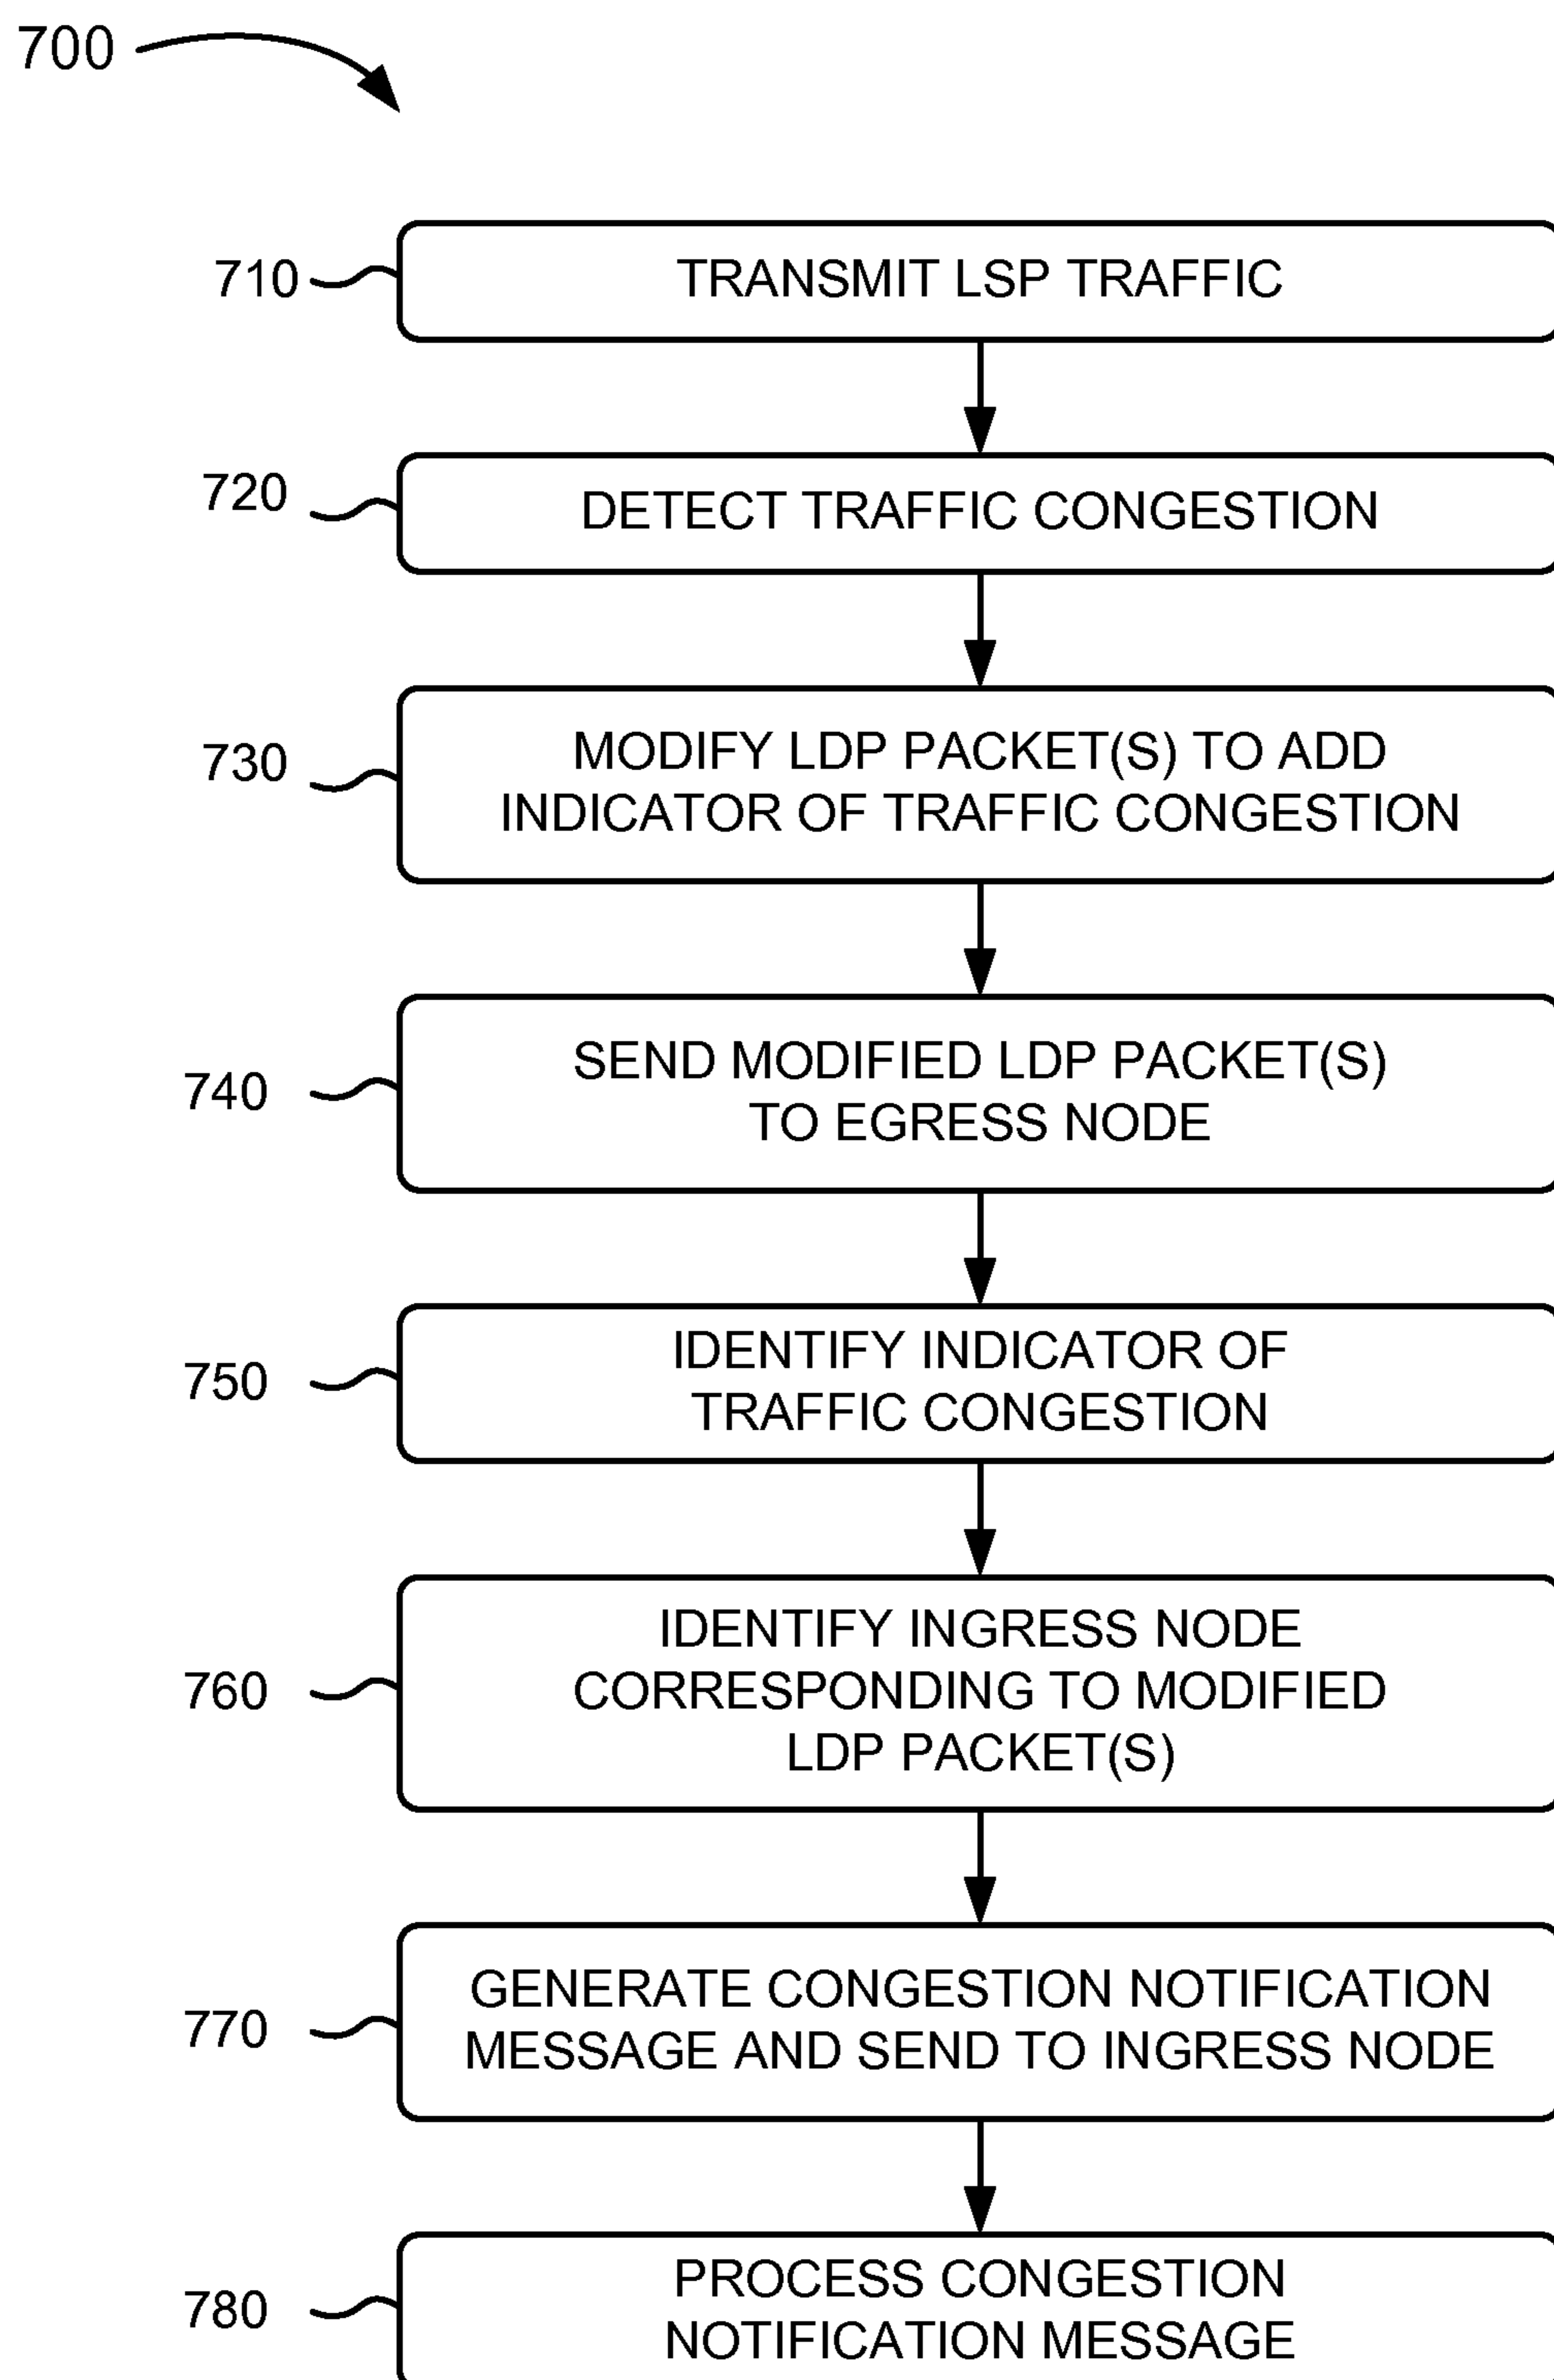 700
710
TRANSMIT LSP TRAFFIC
720
DETECT TRAFFIC CONGESTION
730
MODIFY LDP PACKET(S) TO ADD
INDICATOR OF TRAFFIC CONGESTION
740
SEND MODIFIED LDP PACKET(S)
TO EGRESS NODE
750
IDENTIFY INDICATOR OF
TRAFFIC CONGESTION
760
IDENTIFY INGRESS NODE
CORRESPONDING TO MODIFIED
LDP PACKET(S)
770
GENERATE CONGESTION NOTIFICATION
MESSAGE AND SEND TO INGRESS NODE
780
PROCESS CONGESTION
NOTIFICATION MESSAGE